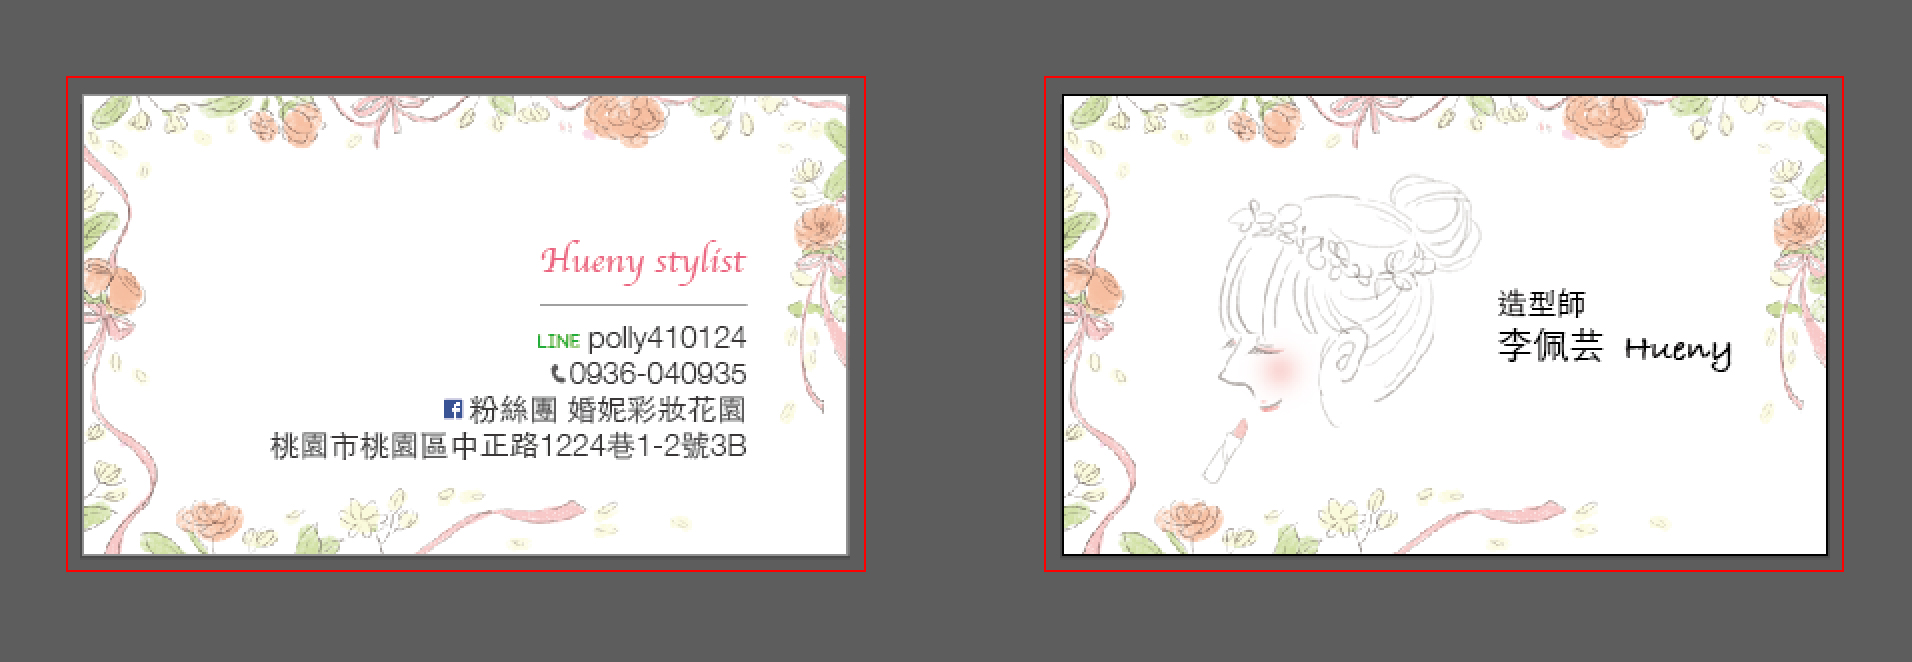 Hueny stylist
LINE polly410124
0936-040935
粉絲團 婚妮彩妝花園
桃園市桃園區中正路1224巷1-2號3B
造型師
李佩芸 Hueny